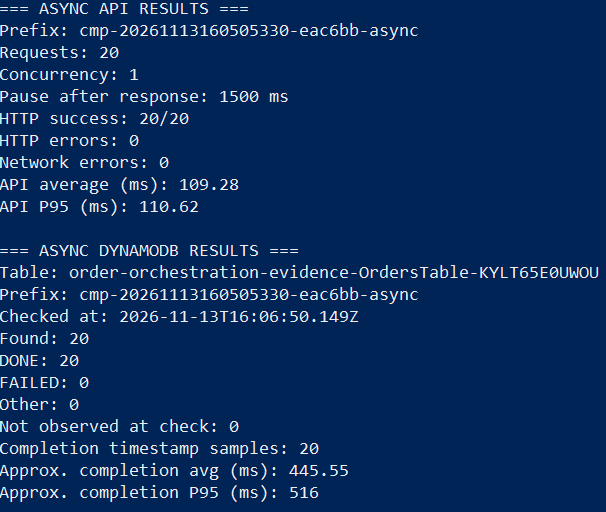 === ASYNC API RESULTS ===
Prefix: cmp-20261113160505330-eac6bb-async
Requests: 20
Concurrency: 1
Pause after response: 1500 ms
HTTP success: 20/20
HTTP errors: 0
Network errors: 0
API average (ms): 109.28
API P95 (ms): 110.62
=== ASYNC DYNAMODB RESULTS ===
Table: order-orchestration-evidence-OrdersTable-KYLT65E0UWOU
Prefix: cmp-20261113160505330-eac6bb-async
Checked at: 2026-11-13T16:06:50.149Z
Found: 20
DONE: 20
FAILED: 0
Other: 0
Not observed at check: 0
Completion timestamp samples: 20
Approx. completion avg (ms): 445.55
Approx. completion P95 (ms): 516